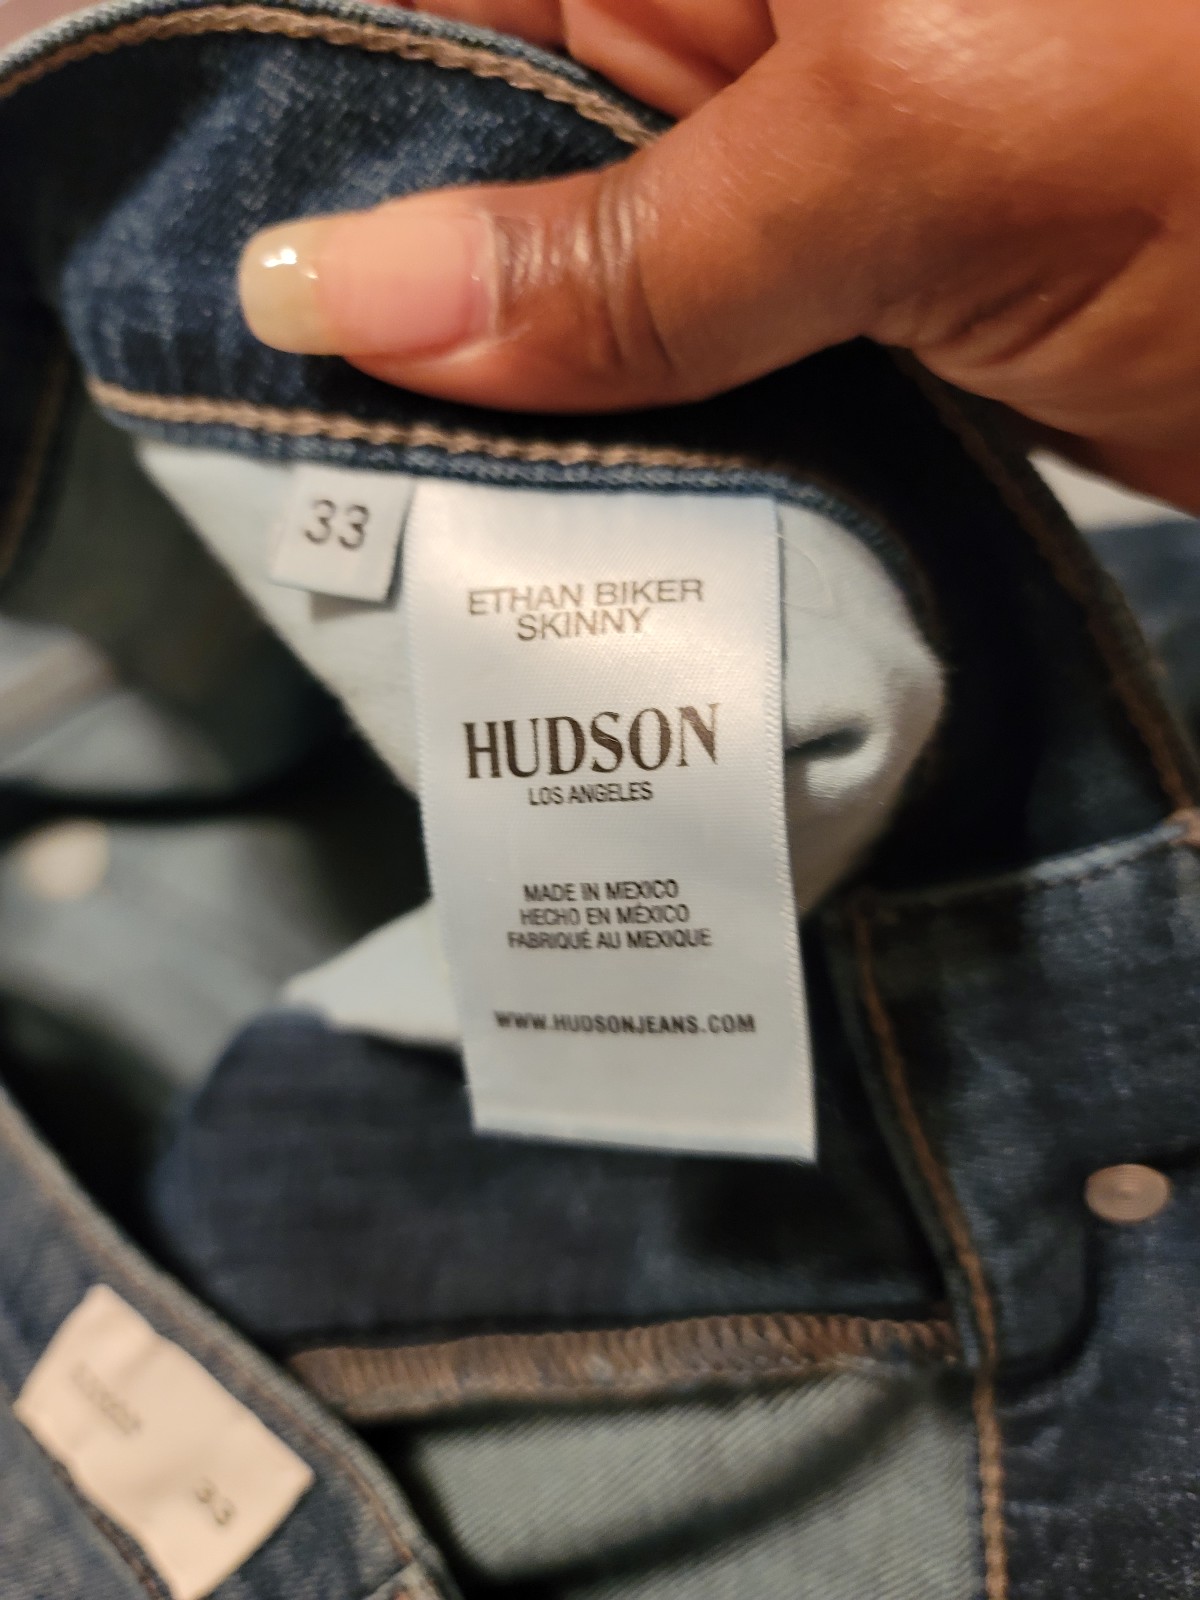 33
ETHAN BIKER
SKINNY
HUDSON
LOS ANGELES
MADE IN MEXICO
HECHO EN MÉXICO
FABRIQUÉ AU MEXIQUE
WWW.HUDSONJEANS.COM
33